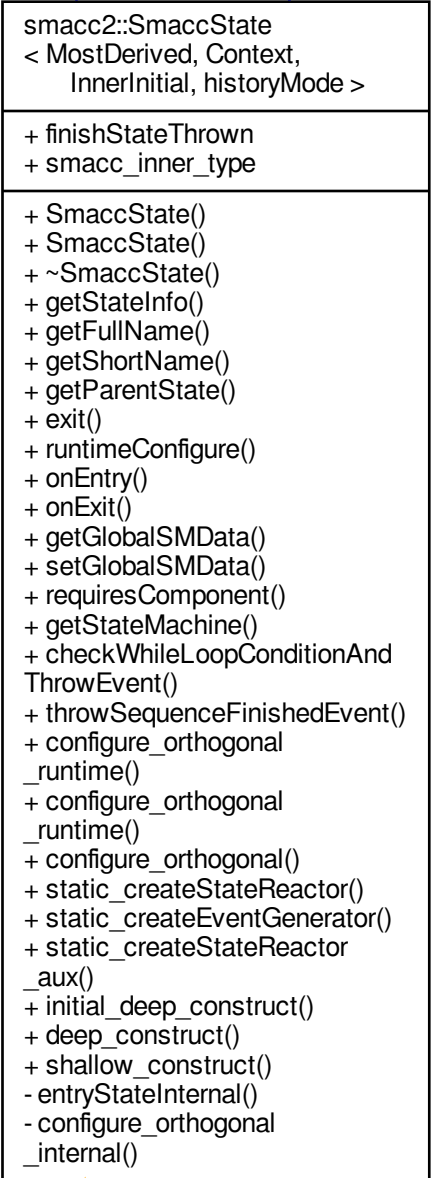 smacc2::SmaccState
< MostDerived, Context,
InnerInitial, historyMode >
+ finishStateThrown
+ smacc_inner_type
+ SmaccState()
+ SmaccState()
+ ~SmaccState()
+ getStateInfo()
+ getFullName()
+ getShortName()
+ getParentState()
+ exit()
+ runtimeConfigure()
+ onEntry()
+ onExit()
+ getGlobalSMData()
+ setGlobalSMData()
+ requiresComponent()
+ getStateMachine()
+ checkWhileLoopConditionAnd
ThrowEvent()
+ throwSequenceFinishedEvent()
+ configure_orthogonal
_runtime()
+ configure_orthogonal
_runtime()
+ configure_orthogonal()
+ static_createStateReactor()
+ static_createEventGenerator()
+ static_createStateReactor
_aux()
+ initial_deep_construct()
+ deep_construct()
+ shallow_construct()
- entryStateInternal()
- configure_orthogonal
_internal()